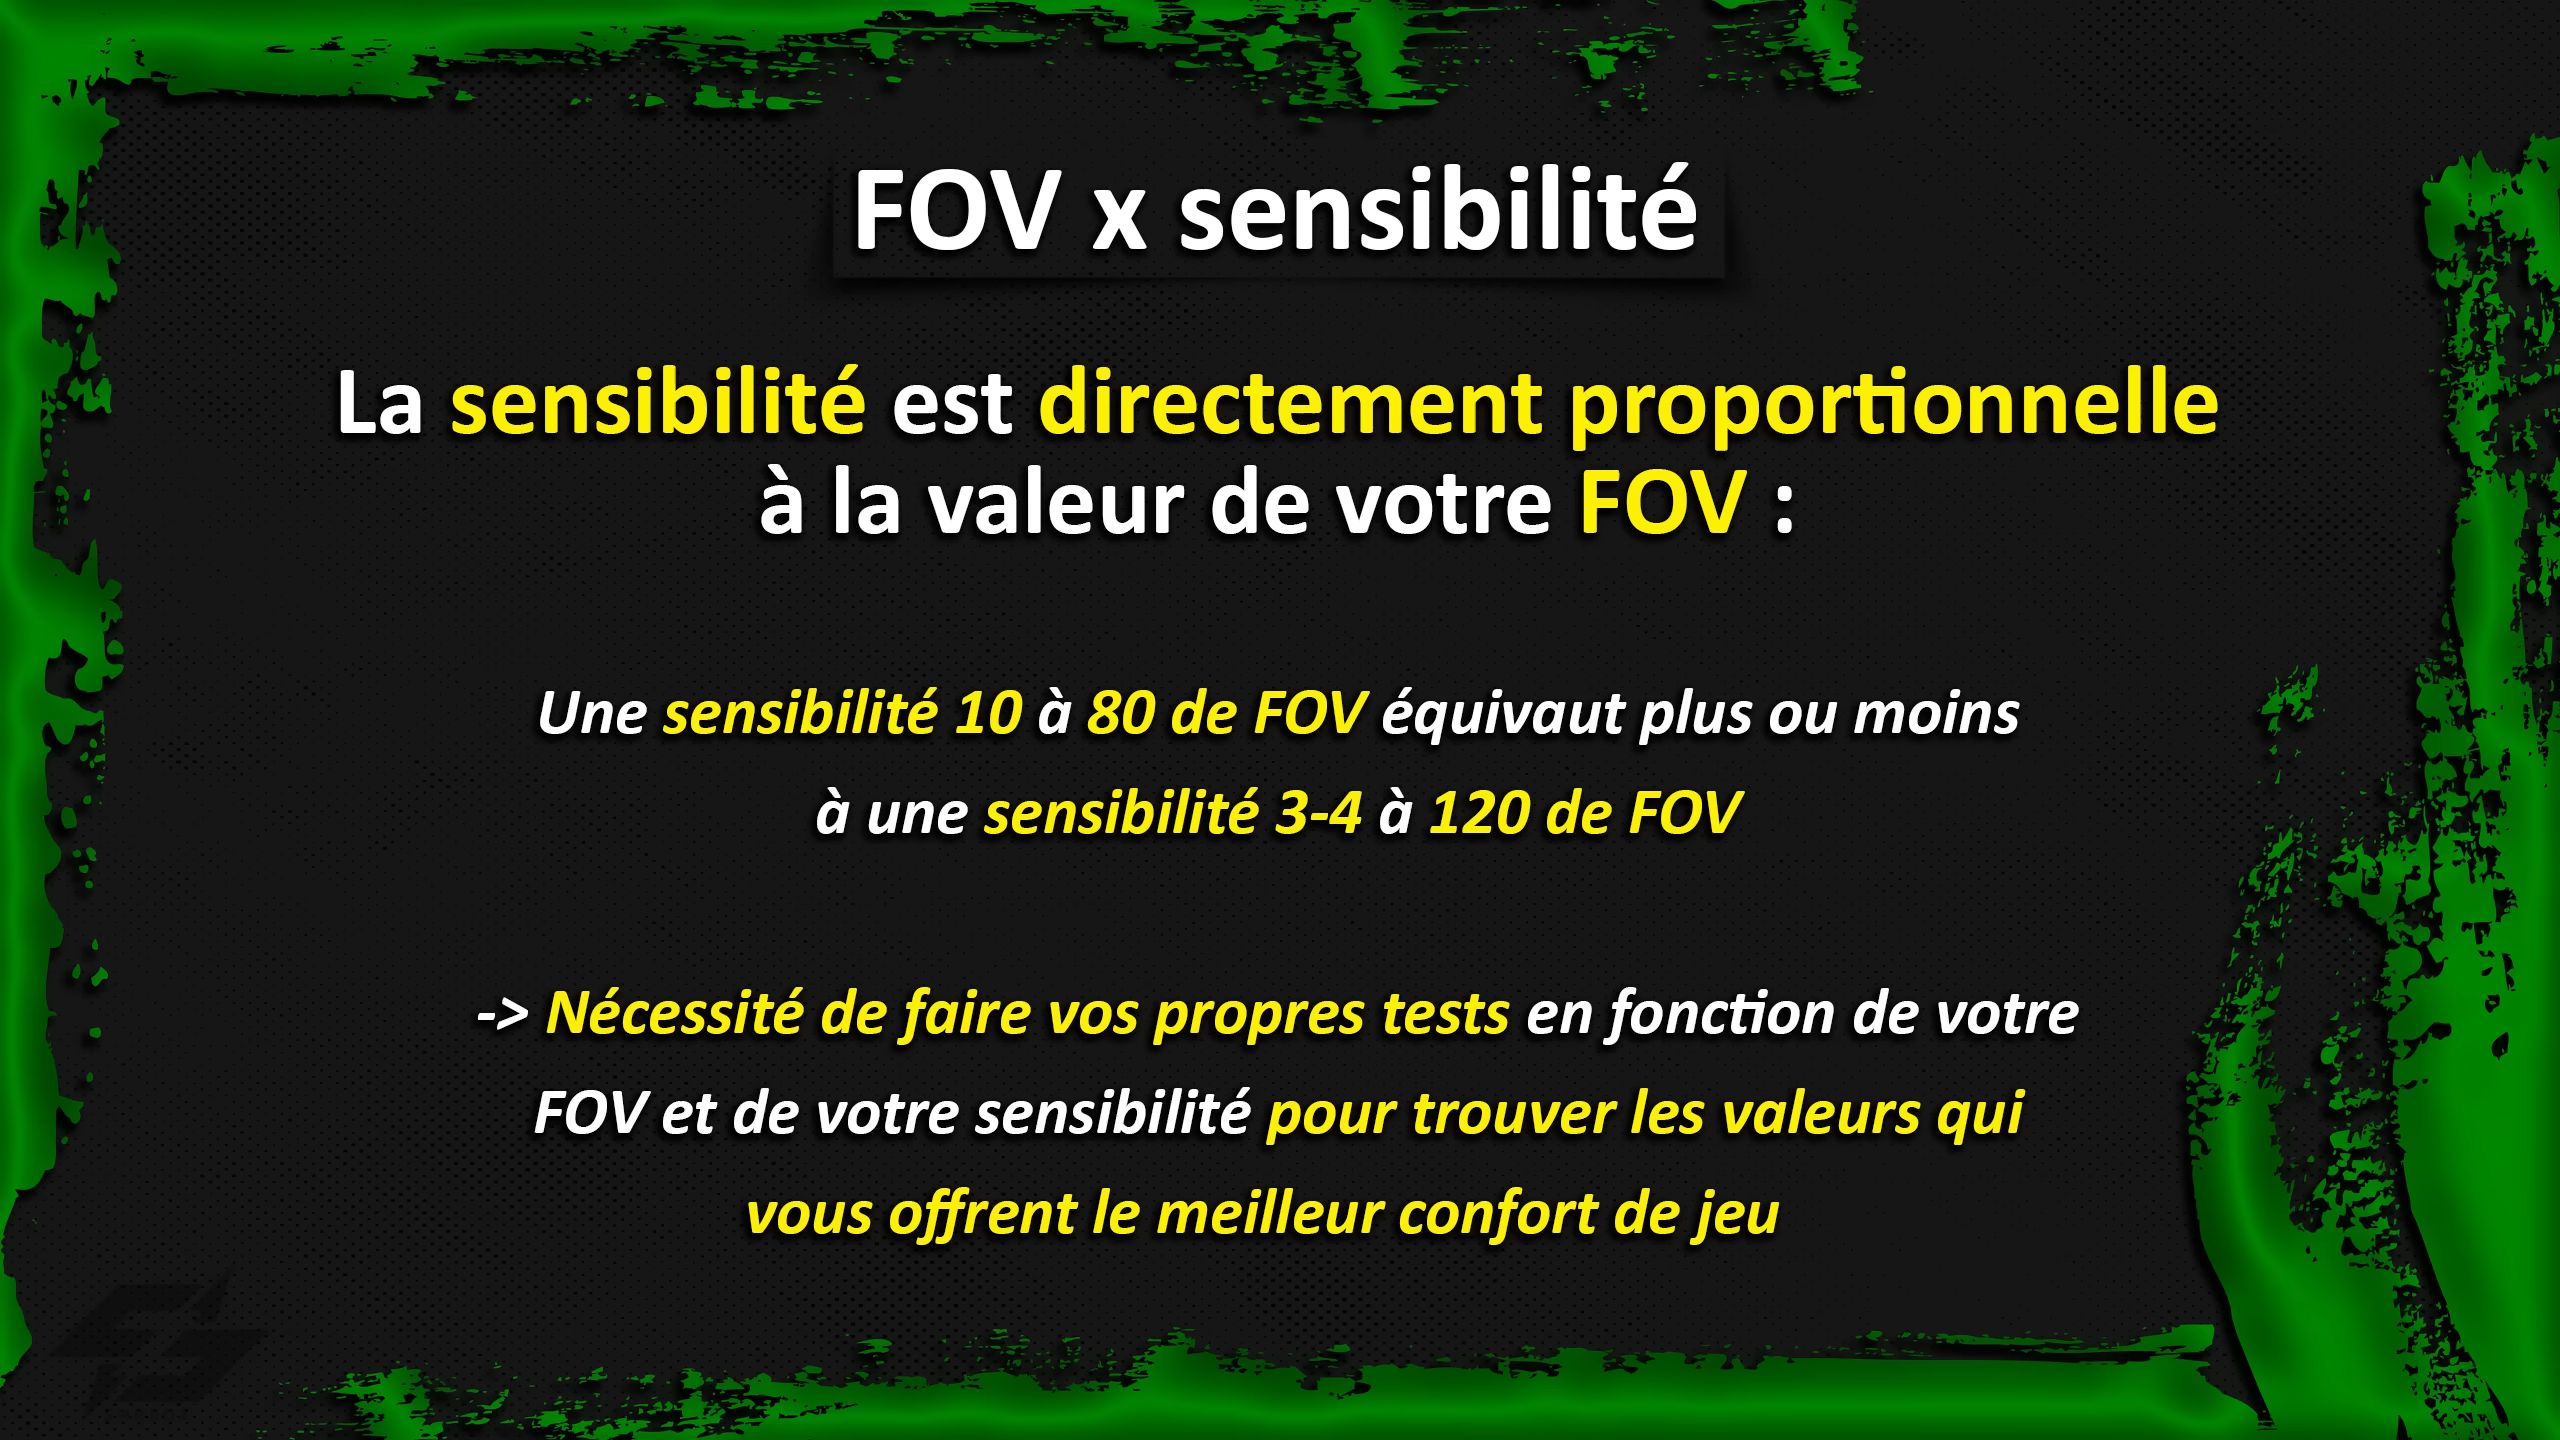 FOV x sensibilité
La sensibilité est directement proportionnelle
à la valeur de votre FOV :
Une sensibilité 10 à 80 de FOV équivaut plus ou moins
à une sensibilité 3-4 à 120 de FOV
-> Nécessité de faire vos propres tests en fonction de votre
FOV et de votre sensibilité pour trouver les valeurs qui
vous offrent le meilleur confort de jeu